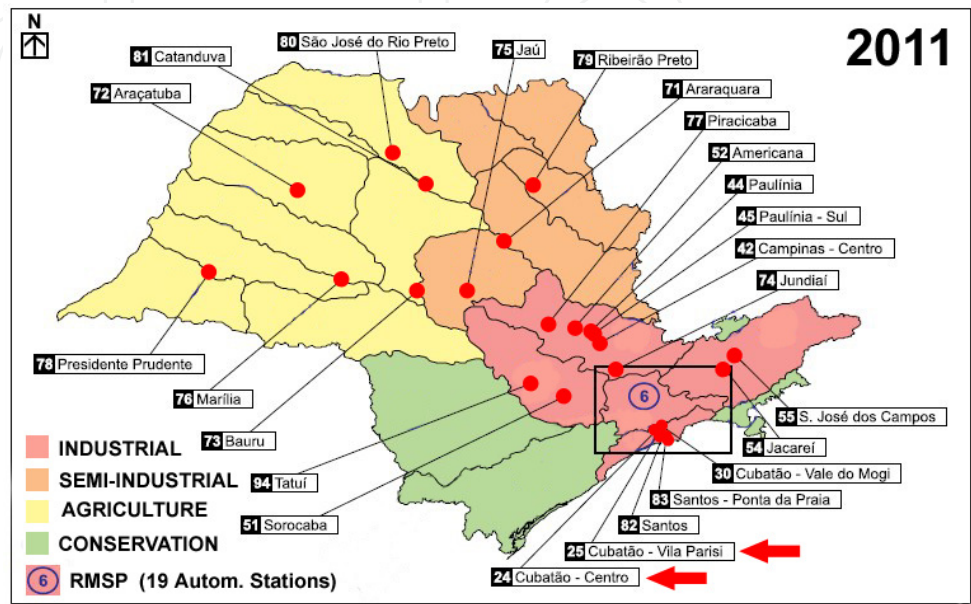 N
2011
80 São José do Rio Preto
75 Jaú
79 Ribeirão Preto
81 Catanduva
71 Araraquara
72 Araçatuba
77 Piracicaba
52 Americana
44 Paulínia
45 Paulínia - Sul
42 Campinas - Centro
74 Jundiaí
78 Presidente Prudente
76 Marília
73 Bauru
94 Tatuí
51 Sorocaba
6
55 S. José dos Campos
54 Jacareí
30 Cubatão - Vale do Mogi
83 Santos - Ponta da Praia
82 Santos
25 Cubatão - Vila Parisi
24 Cubatão - Centro
INDUSTRIAL
SEMI-INDUSTRIAL
AGRICULTURE
CONSERVATION
6 RMSP (19 Autom. Stations)